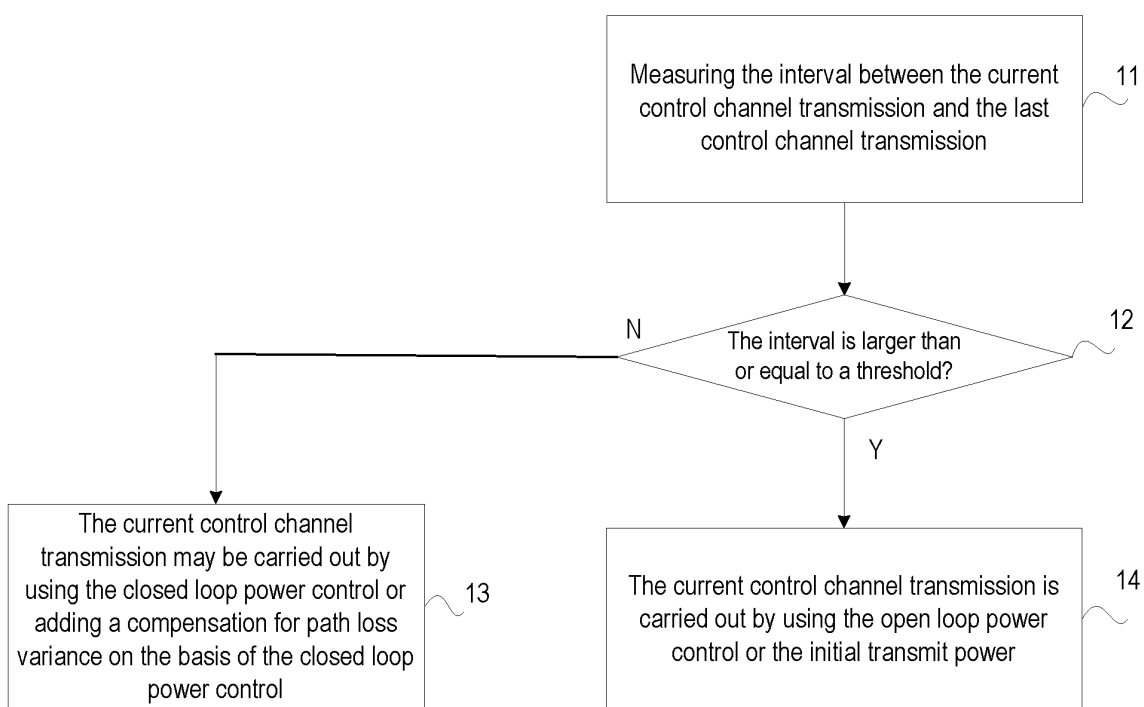 Measuring the interval between the current
control channel transmission and the last
control channel transmission
11
The interval is larger than
or equal to a threshold?
12
N
Y
The current control channel
transmission may be carried out by
using the closed loop power control or
adding a compensation for path loss
variance on the basis of the closed loop
power control
13
The current control channel transmission is
carried out by using the open loop power
control or the initial transmit power
14